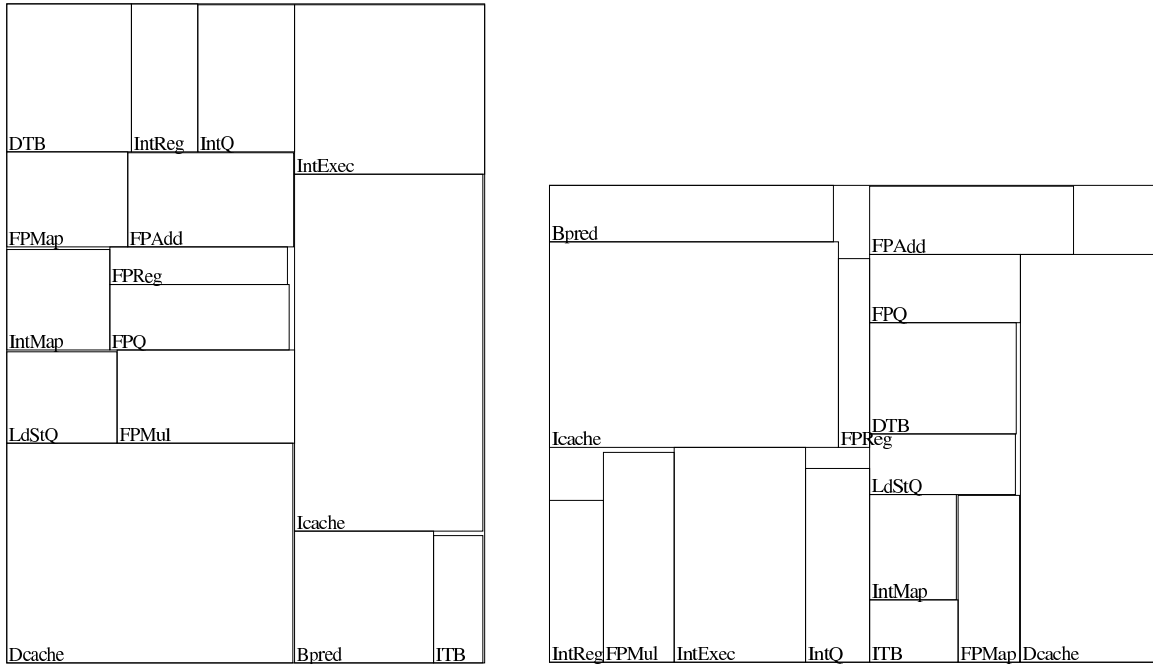 DTB IntReg IntQ
IntExec
FPMap FPAdd
FPReg
IntMap FPQ
LdStQ FPMul
Icache
Dcache Bpred ITB
Bpred
FPAdd
FPQ
DTB
Icache FPReg
LdStQ
IntMap
IntReg FPMul IntExec IntQ ITB FPMap Dcache